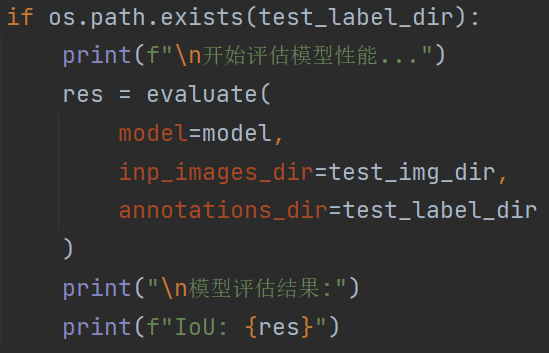 if os.path.exists(test_label_dir):
    print(f"\n开始评估模型性能...")
    res = evaluate(
        model=model,
        inp_images_dir=test_img_dir,
        annotations_dir=test_label_dir
    )
    print("\n模型评估结果:")
    print(f"IoU: {res}")